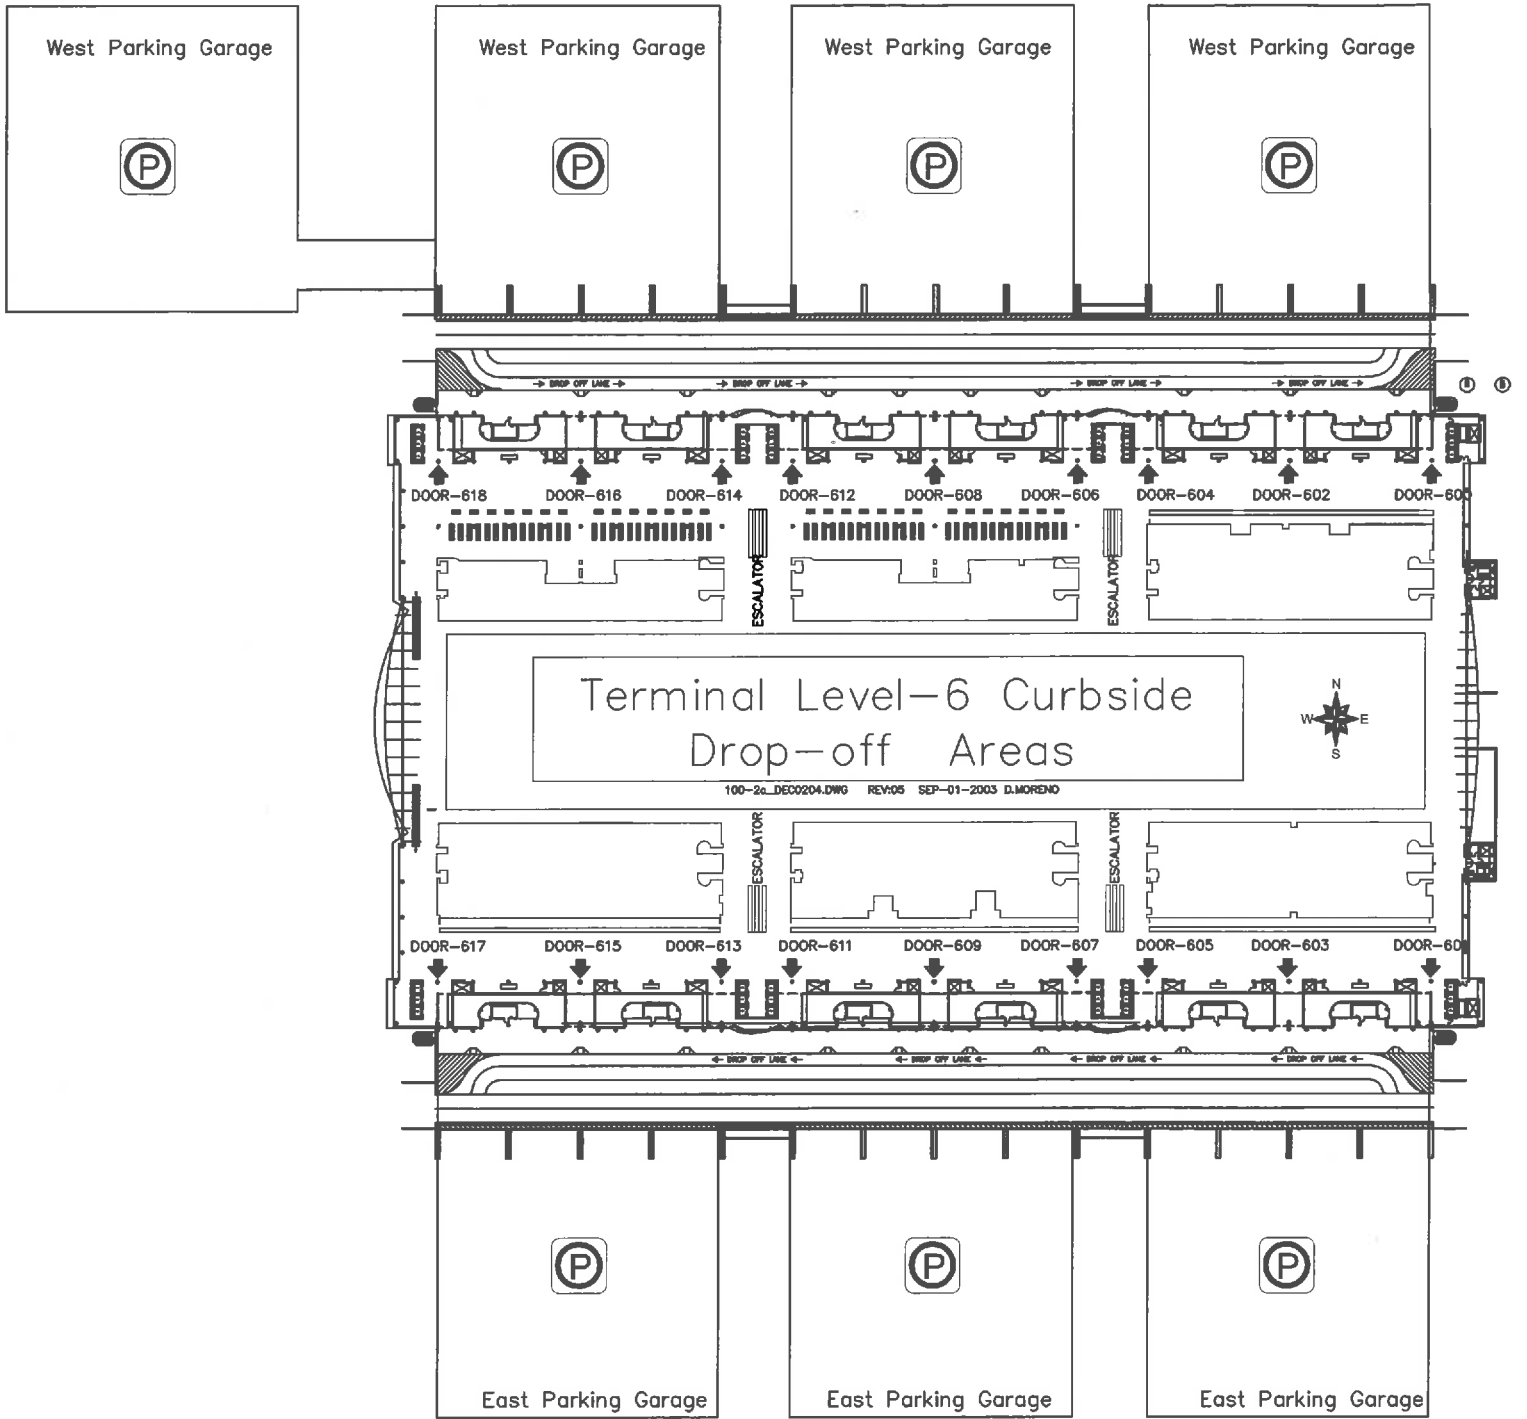 West Parking Garage
West Parking Garage
West Parking Garage
West Parking Garage
P
P
P
P
DROP OFF LANE
DROP OFF LANE
DROP OFF LANE
DROP OFF LANE
DOOR-618
DOOR-616
DOOR-614
DOOR-612
DOOR-608
DOOR-606
DOOR-604
DOOR-602
DOOR-600
ESCALATOR
ESCALATOR
Terminal Level-6 Curbside
Drop-off Areas
N
W
E
S
100-2c_DEC0204.DWG REV:05 SEP-01-2003 D.MORENO
ESCALATOR
ESCALATOR
DOOR-617
DOOR-615
DOOR-613
DOOR-611
DOOR-609
DOOR-607
DOOR-605
DOOR-603
DOOR-60
DROP OFF LANE
DROP OFF LANE
DROP OFF LANE
DROP OFF LANE
P
P
P
East Parking Garage
East Parking Garage
East Parking Garage